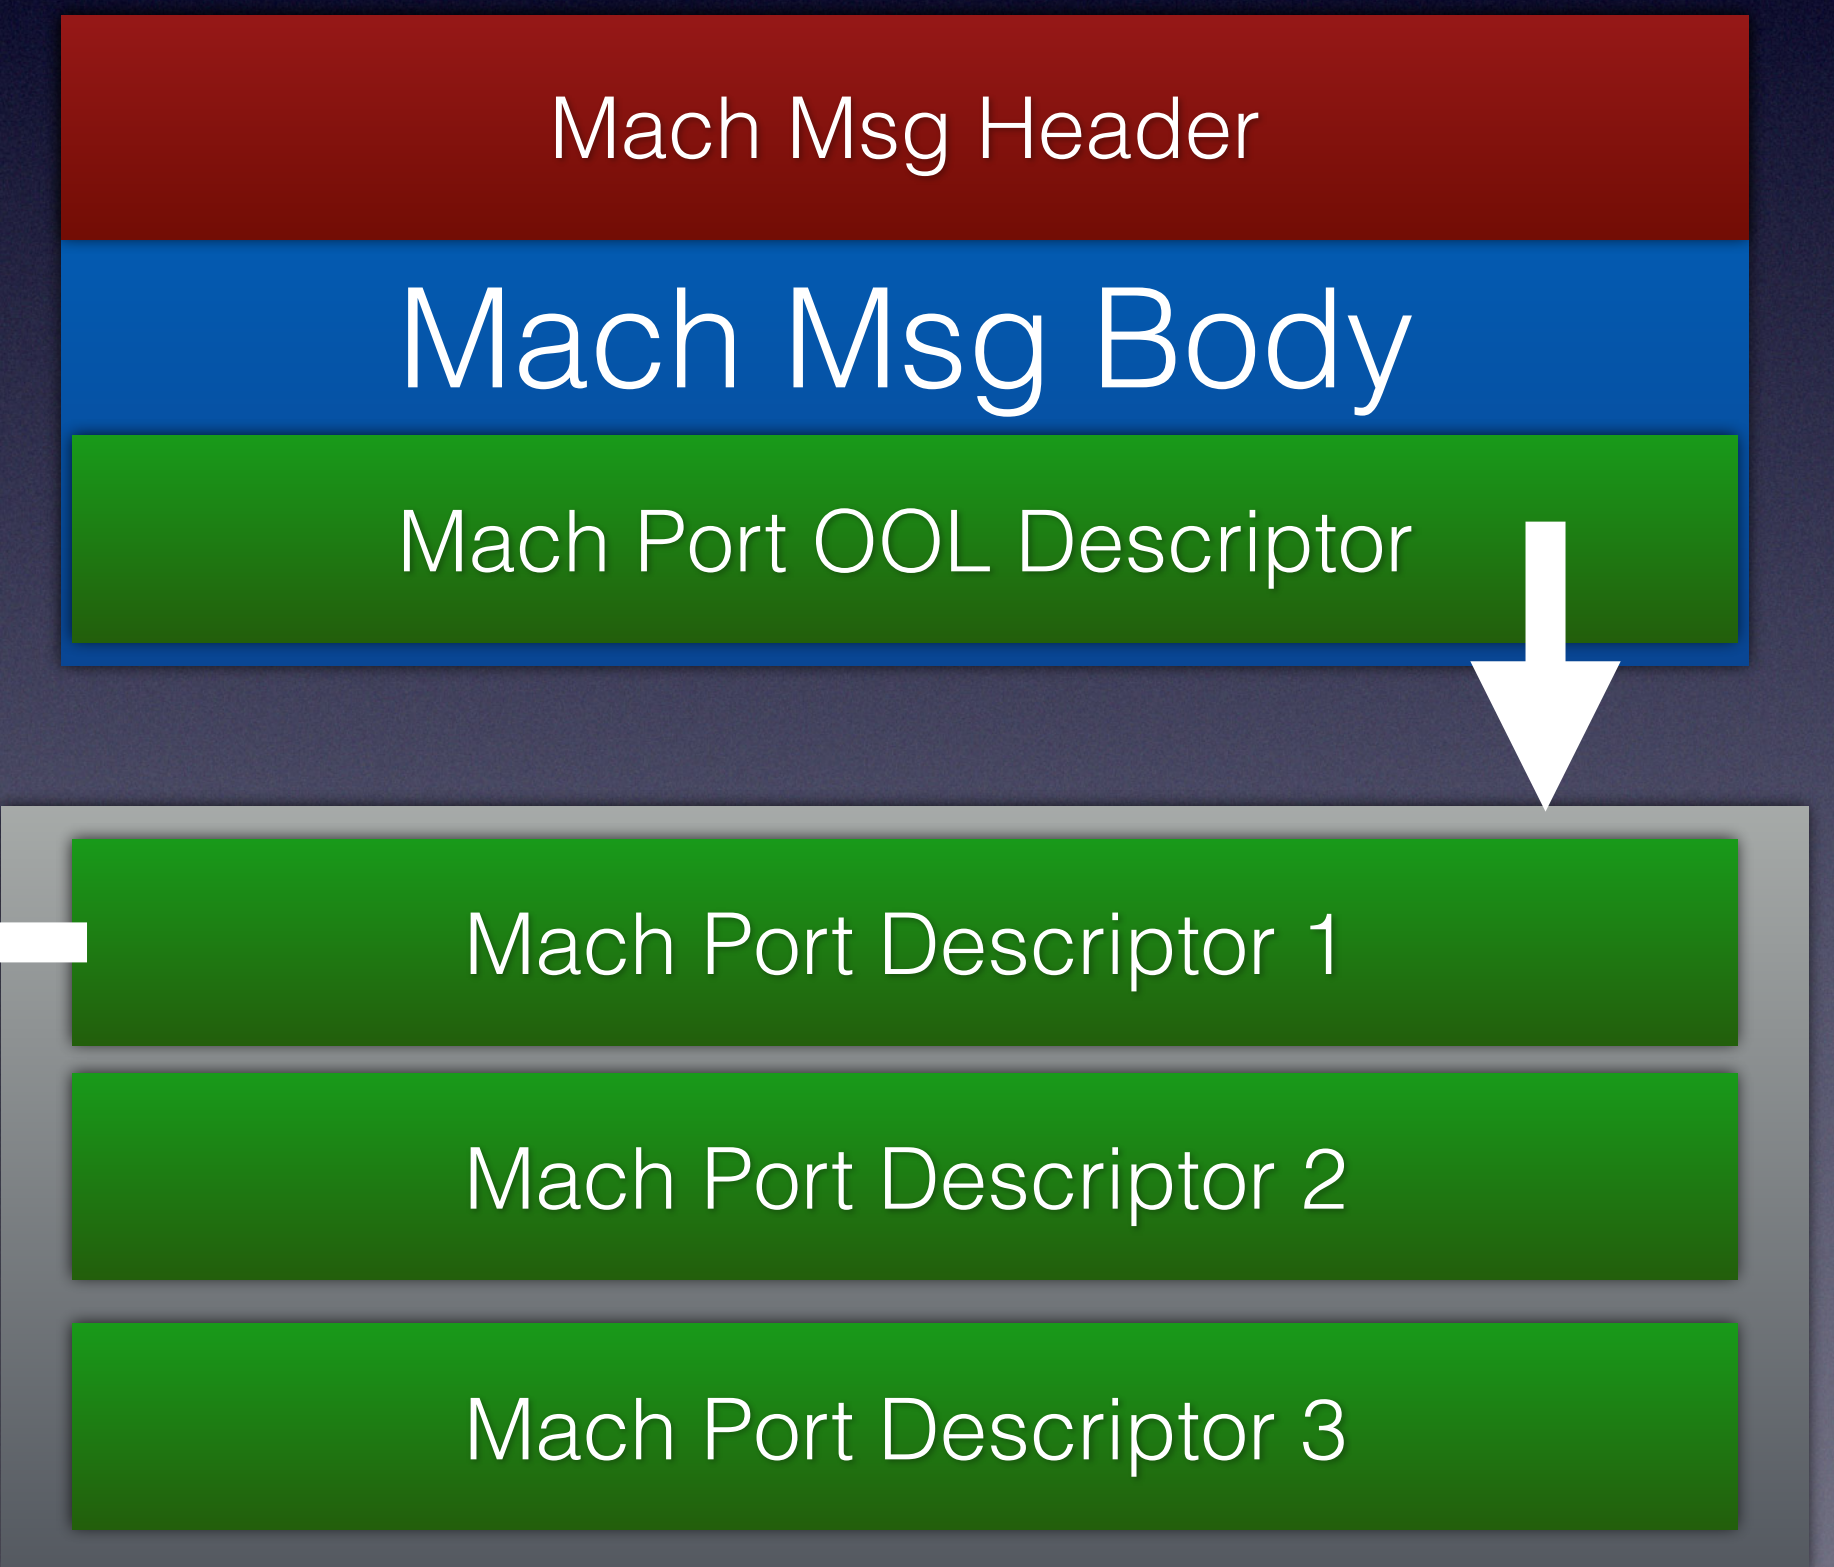 Mach Msg Header
Mach Msg Body
Mach Port OOL Descriptor
Mach Port Descriptor 1
Mach Port Descriptor 2
Mach Port Descriptor 3